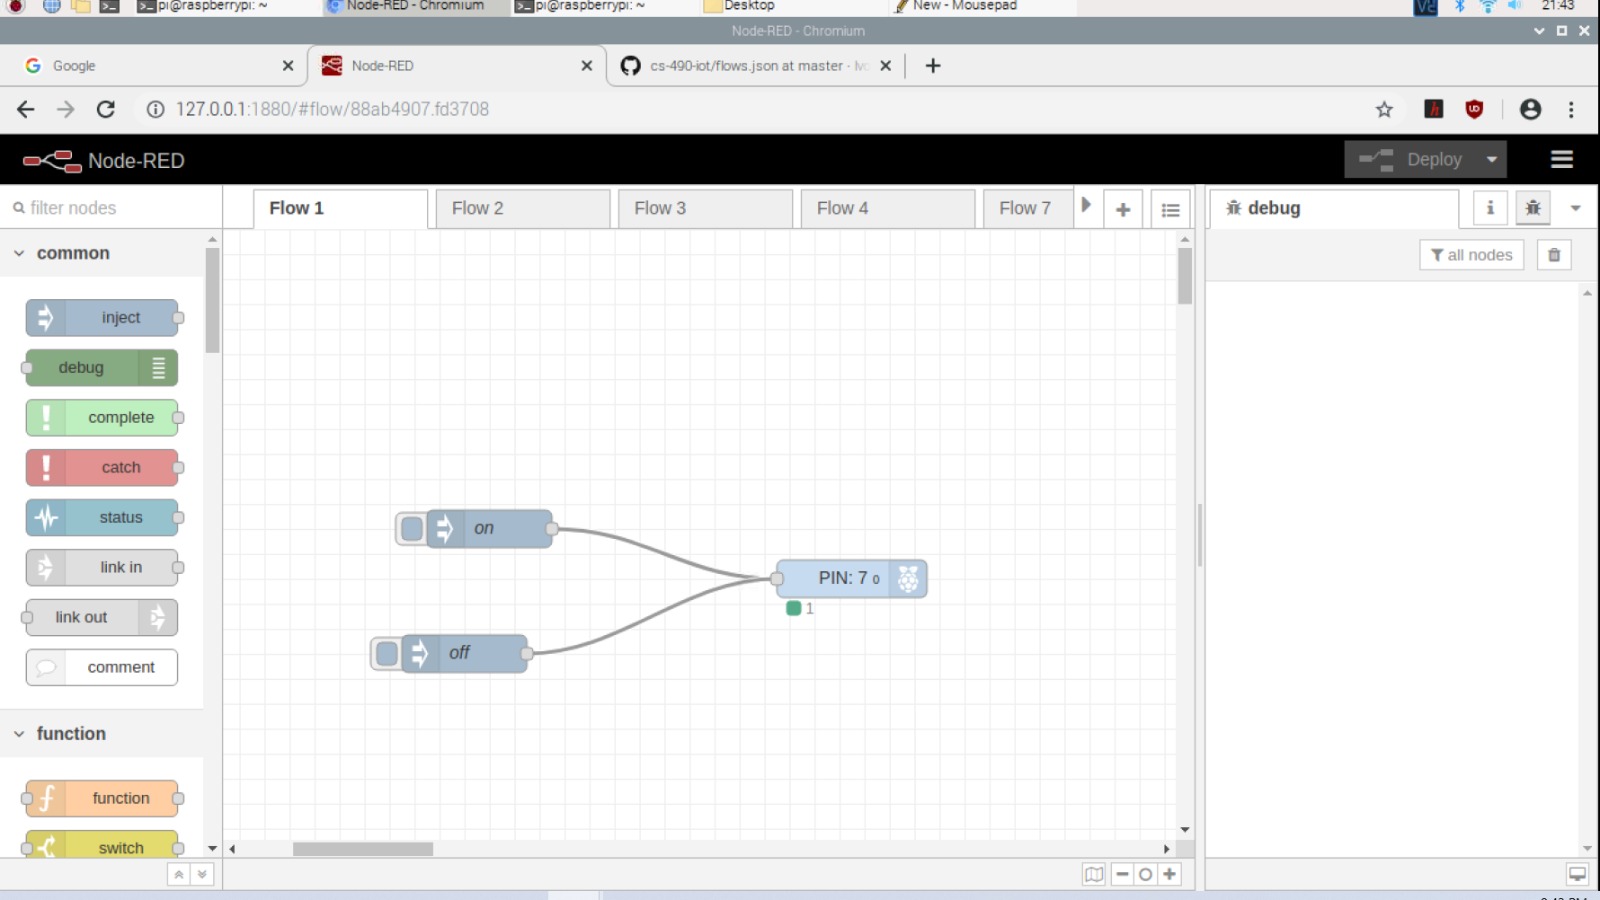 pi@raspberrypi: ~
Node-RED - Chromium
pi@raspberrypi: ~
Desktop
New - Mousepad
21:43
Node-RED - Chromium
Google
Node-RED
cs-490-iot/flows.json at master ·
127.0.0.1:1880/#flow/88ab4907.fd3708
Node-RED
Deploy
filter nodes
Flow 1
Flow 2
Flow 3
Flow 4
Flow 7
debug
all nodes
common
inject
debug
complete
catch
status
link in
link out
comment
function
function
switch
on
off
PIN: 7 0
1